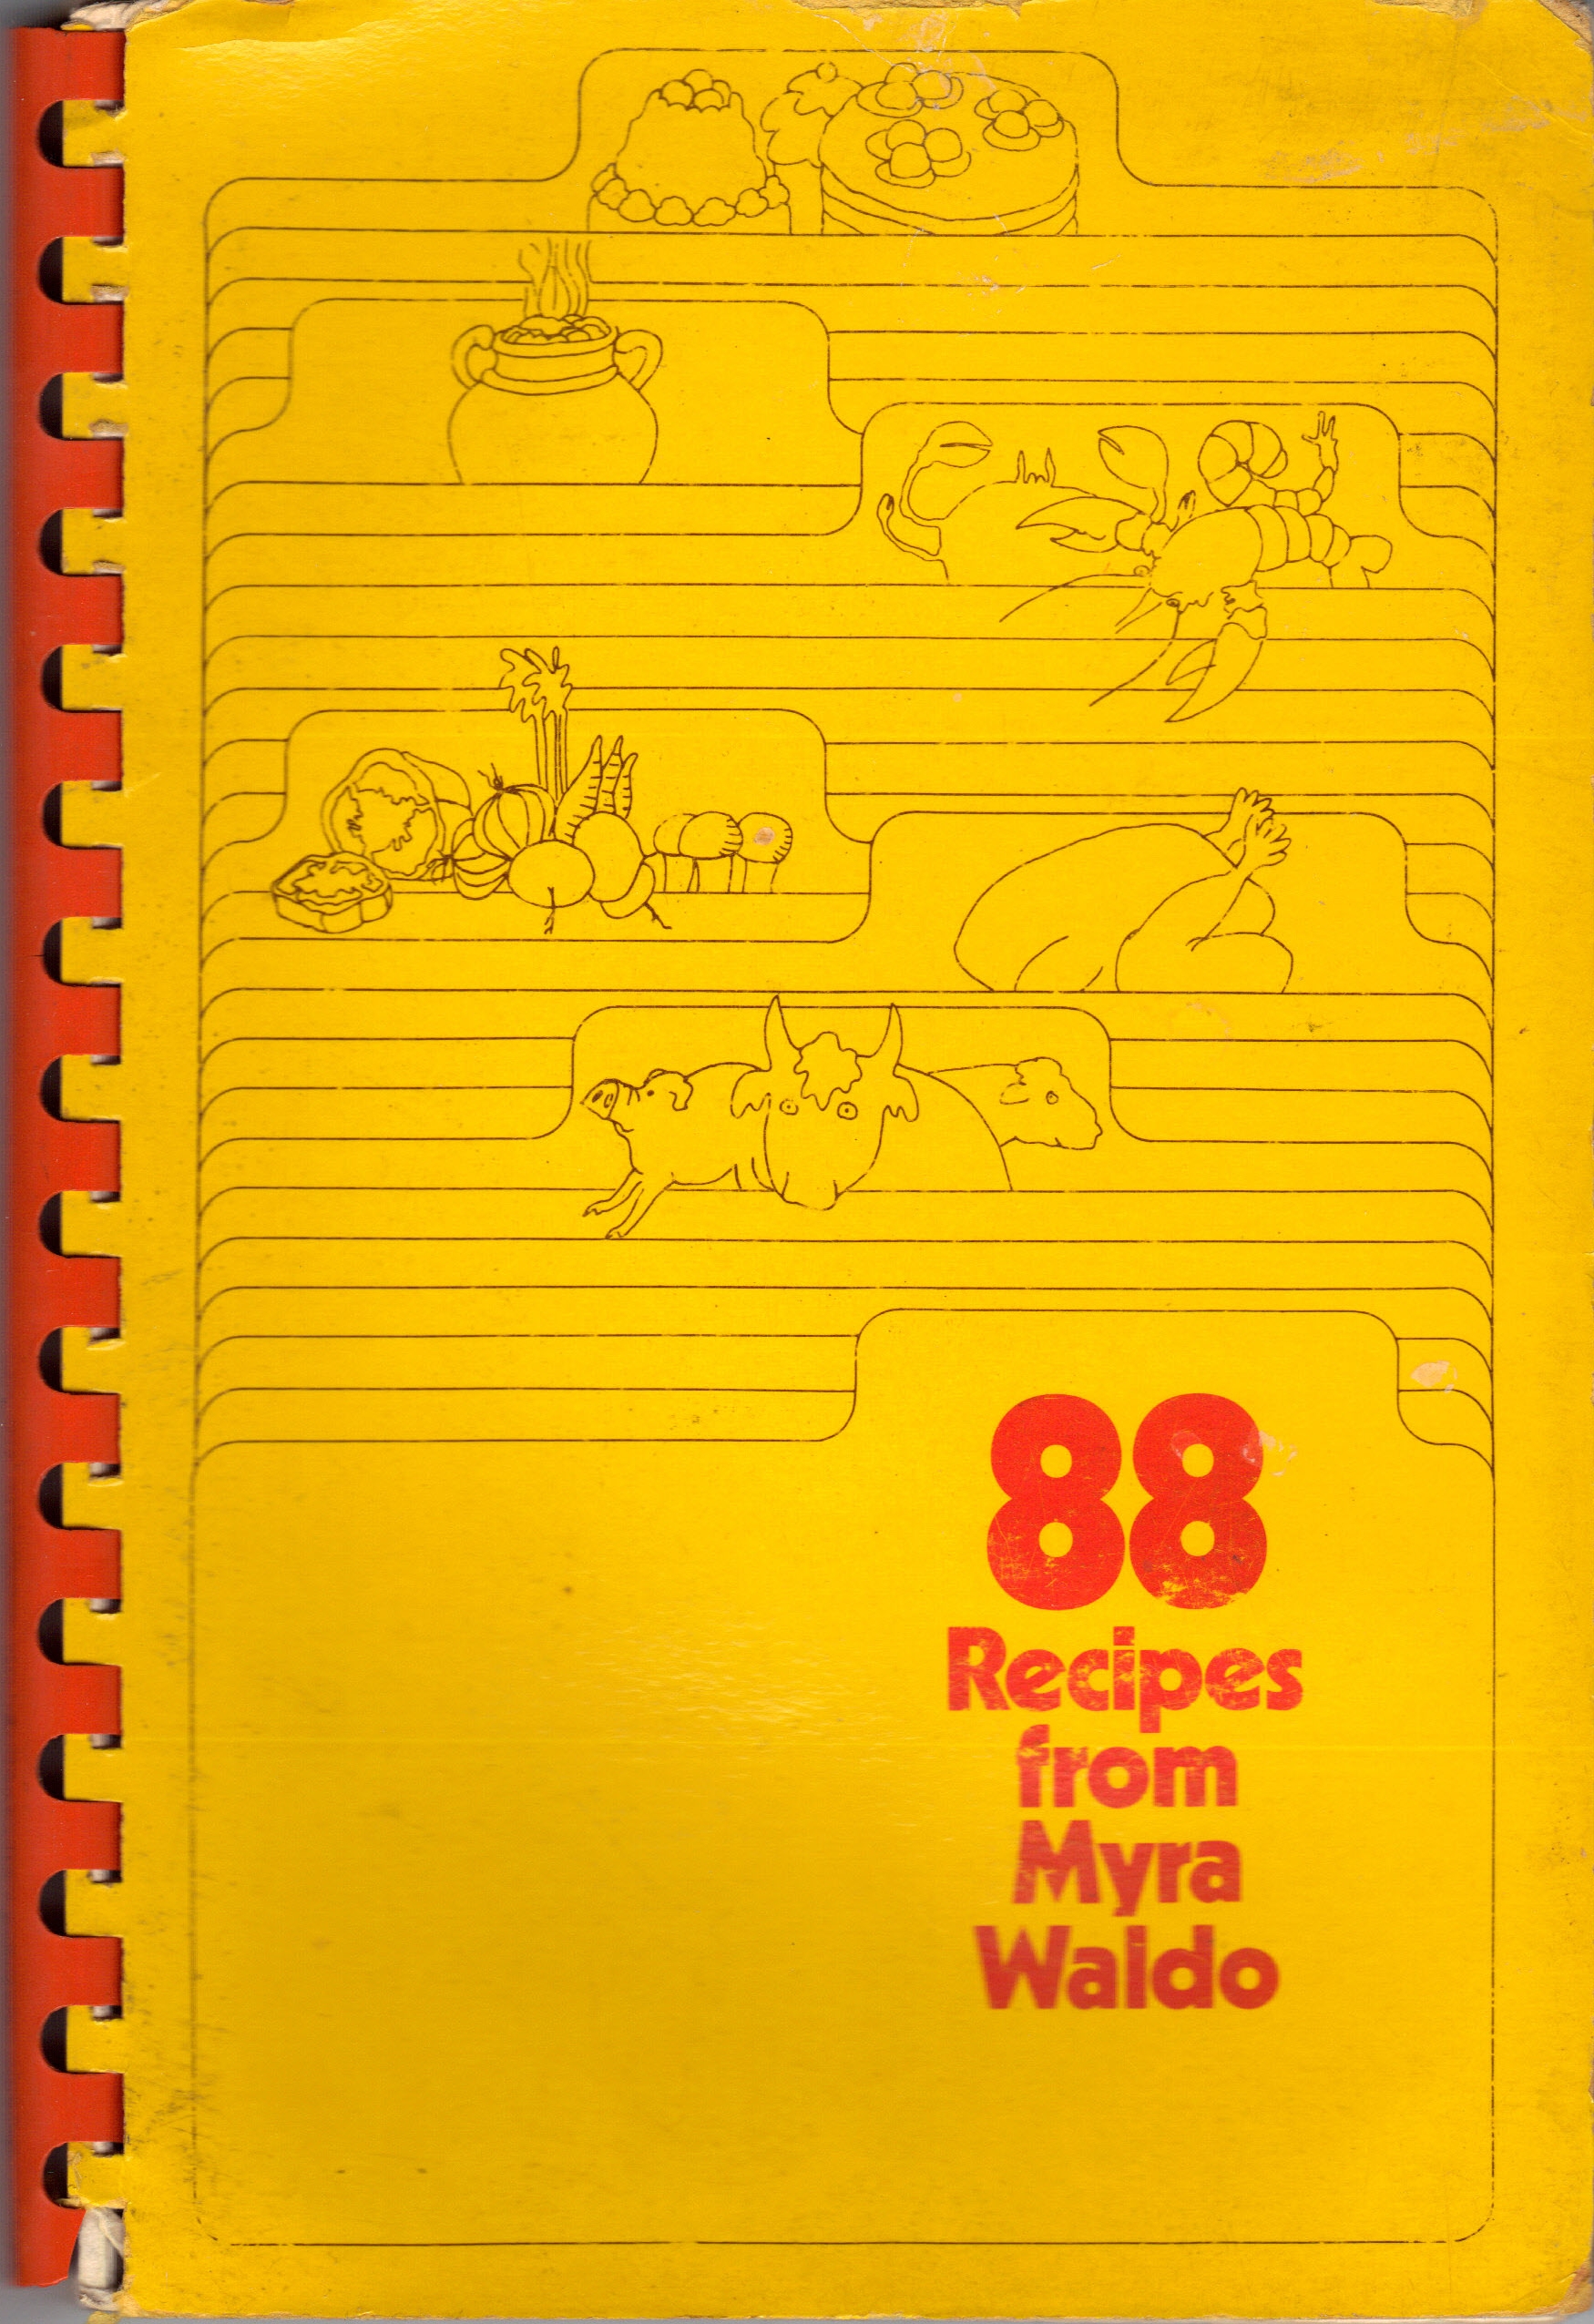 88
Recipes
from
Myra
Waldo